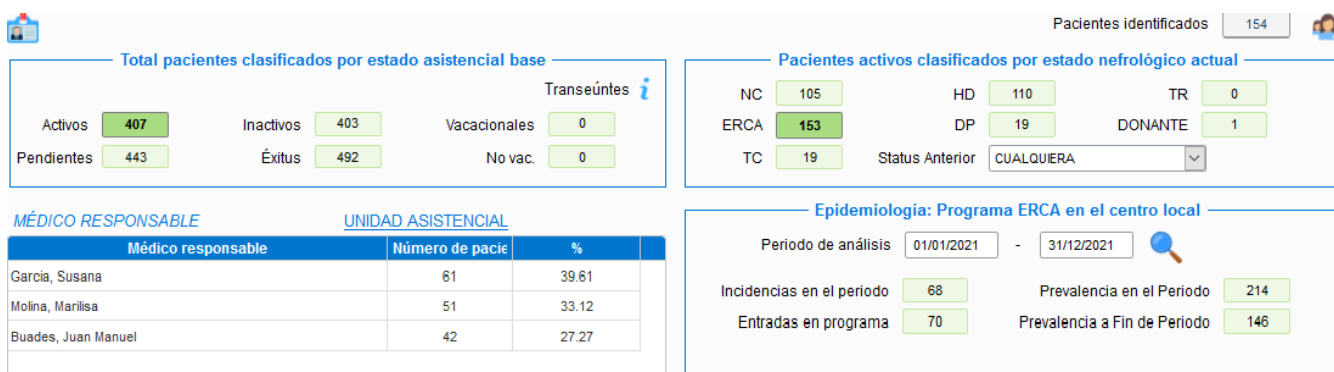 Pacientes identificados 154
Total pacientes clasificados por estado asistencial base
Transeúntes i
Activos 407 Inactivos 403 Vacacionales 0
Pendientes 443 Éxitus 492 No vac. 0
Pacientes activos clasificados por estado nefrológico actual
NC 105 HD 110 TR 0
ERCA 153 DP 19 DONANTE 1
TC 19 Status Anterior CUALQUIERA
MÉDICO RESPONSABLE UNIDAD ASISTENCIAL
Médico responsable Número de pacie %
Garcia, Susana 61 39.61
Molina, Marilisa 51 33.12
Buades, Juan Manuel 42 27.27
Epidemiología: Programa ERCA en el centro local
Periodo de análisis 01/01/2021 - 31/12/2021
Incidencias en el periodo 68 Prevalencia en el Periodo 214
Entradas en programa 70 Prevalencia a Fin de Periodo 146